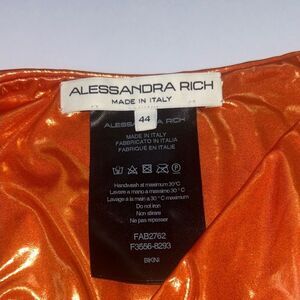 ALESSANDRA RICH
MADE IN ITALY
44
ALESSANDRA RICH
MADE IN ITALY
FABBRICATO IN ITALIA
FABRIQUE EN ITALIE
Handwash at maximum 30°C
Lavare a mano a massimo 30°C
Lavage à la main a 30°C maximum
Do not iron
Non stirare
Ne pas repasser
FAB2762
F3556-8293
BIKINI